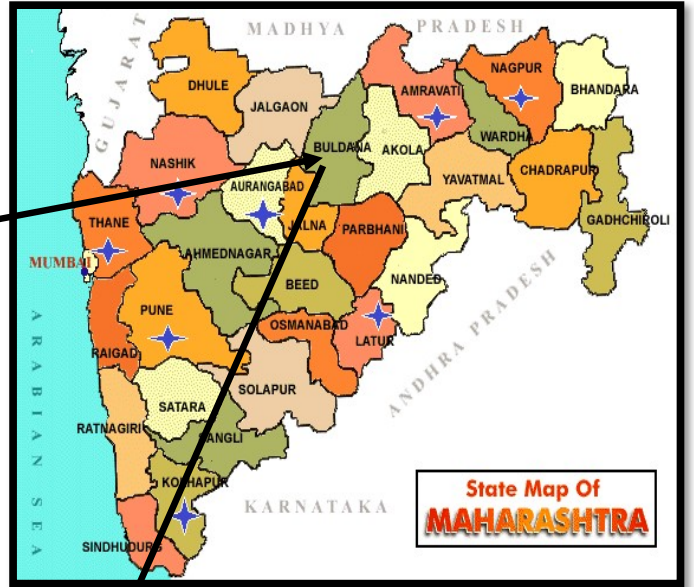 MADHYA PRADESH
GUJARAT
NAGPUR
DHULE
AMRAVATI
BHANDARA
JALGAON
WARDHA
BULDANA
AKOLA
NASHIK
CHADRAPUR
YAVATMAL
AURANGABAD
GADHCHIROLI
THANE
JALNA
PARBHANI
AHMEDNAGAR
MUMBAI
NANDED
BEED
PUNE
OSMANABAD
LATUR
RAIGAD
ANDHRA PRADESH
ARABIAN SEA
SOLAPUR
SATARA
RATNAGIRI
SANGLI
KOLHAPUR
KARNATAKA
SINDHUDURG
State Map Of
MAHARASHTRA